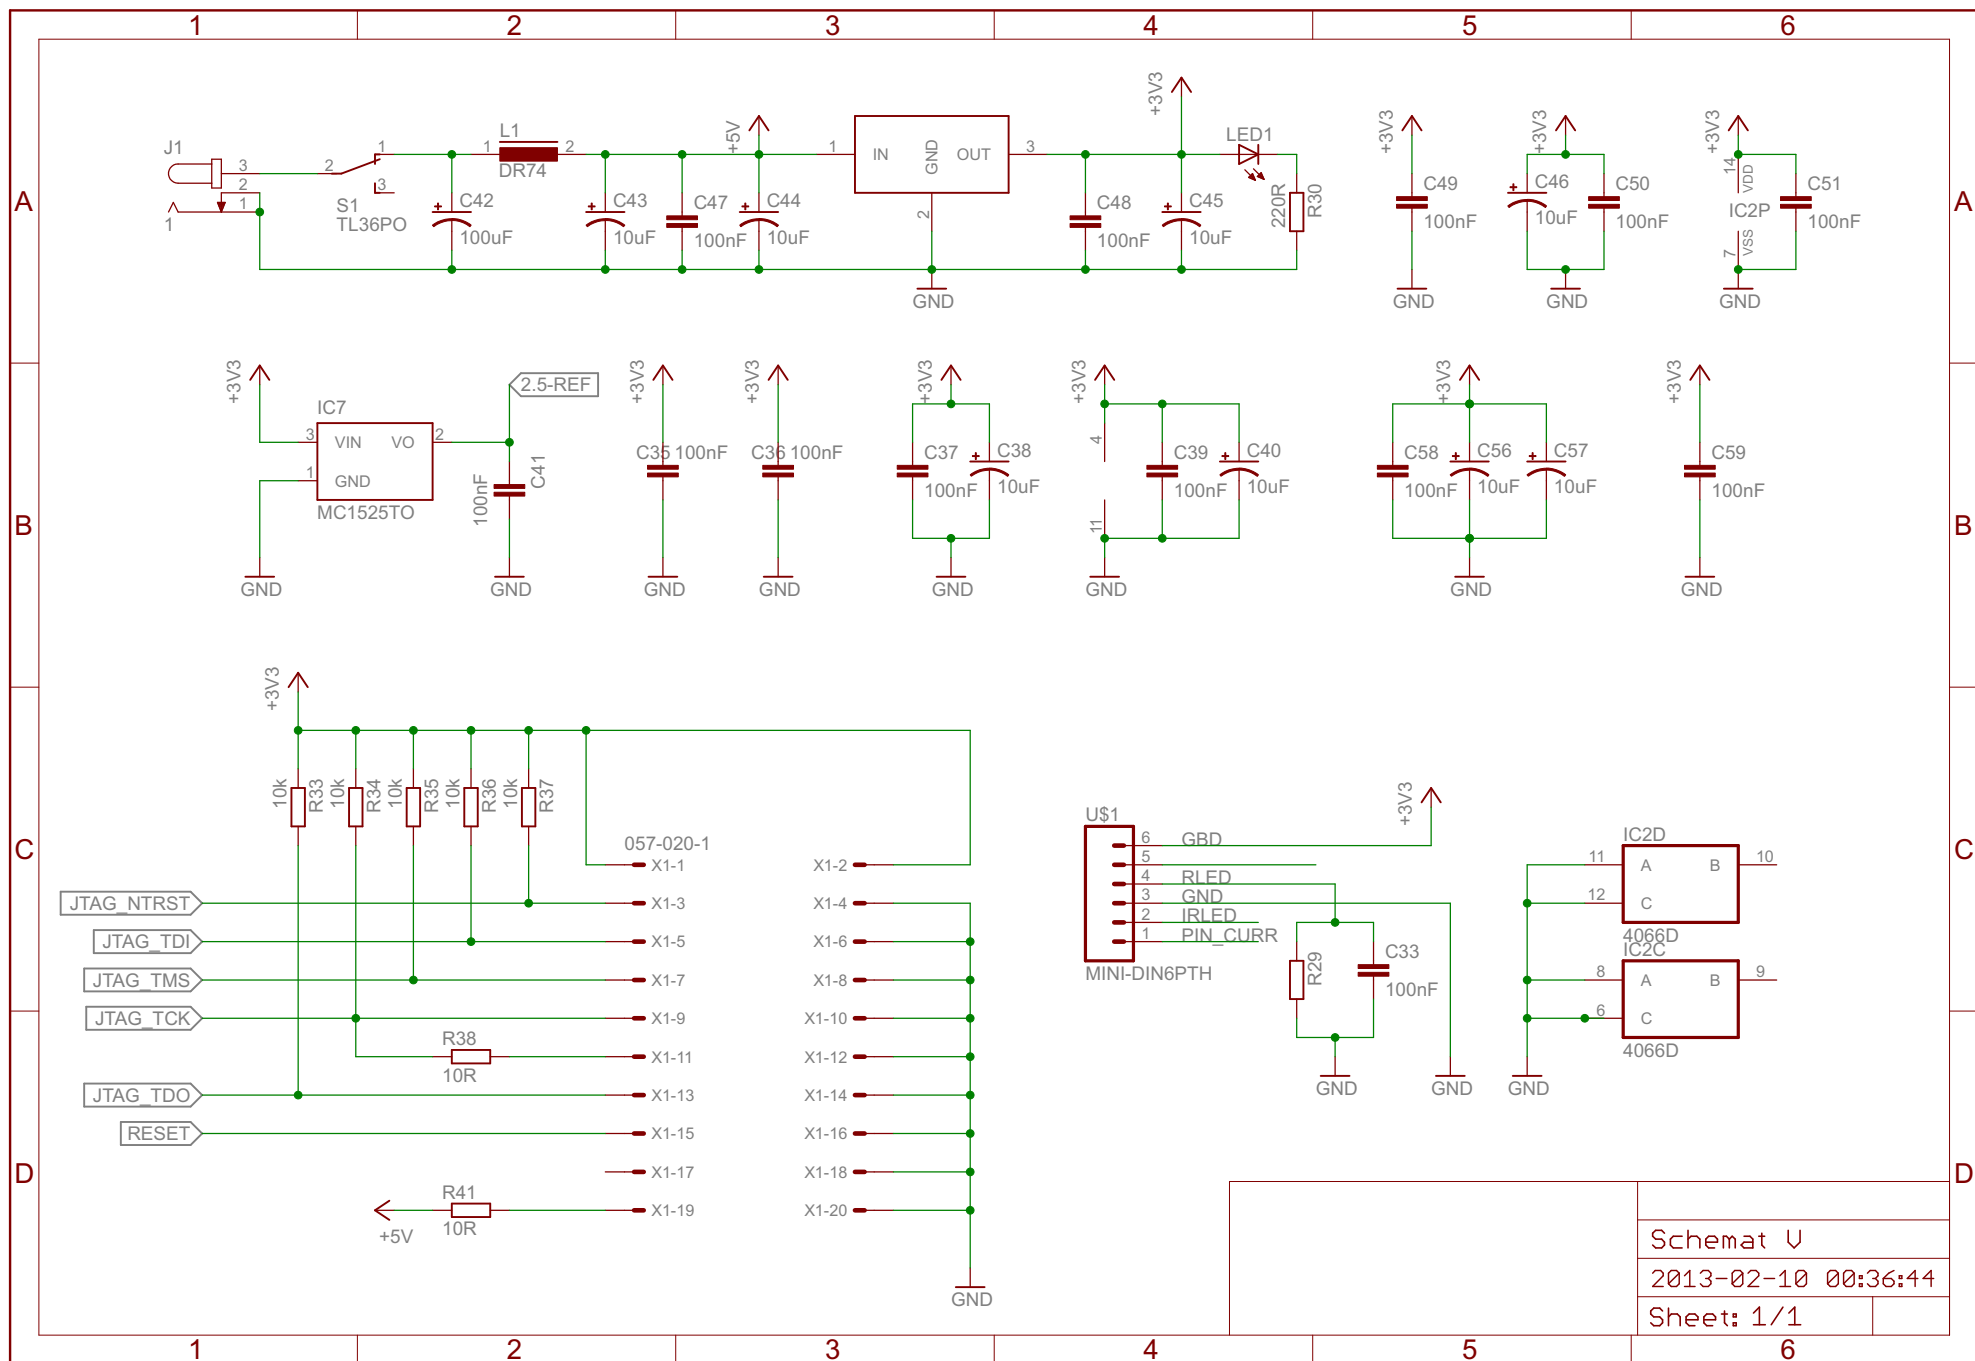 1 2 3 4 5 6
A
J1
3
2
1
1
2
1
3
S1
TL36PO
C42
100uF
L1
1 2
DR74
C43
10uF
C47
100nF
+5V
C44
10uF
1 IN GND OUT 3
2
GND
C48
100nF
+3V3
C45
10uF
LED1
220R
R30
+3V3
C49
100nF
GND
+3V3
C46
10uF
C50
100nF
GND
+3V3
14
VDD
IC2P
VSS
7
C51
100nF
GND
A
B
+3V3
IC7
3 VIN VO 2
1 GND
MC1525TO
GND
2.5-REF
100nF
C41
GND
+3V3
C35 100nF
GND
+3V3
C36 100nF
GND
+3V3
C37
100nF
C38
10uF
GND
+3V3
4
11
C39
100nF
C40
10uF
GND
+3V3
C58
100nF
C56
10uF
C57
10uF
GND
+3V3
C59
100nF
GND
B
C
+3V3
10k
R33
10k
R34
10k
R35
10k
R36
10k
R37
057-020-1
X1-1 X1-2
JTAG_NTRST X1-3 X1-4
JTAG_TDI X1-5 X1-6
JTAG_TMS X1-7 X1-8
JTAG_TCK X1-9 X1-10
R38
10R
X1-11 X1-12
JTAG_TDO X1-13 X1-14
RESET X1-15 X1-16
X1-17 X1-18
R41
10R
+5V
X1-19 X1-20
GND
U$1
6 GBD
5
4 RLED
3 GND
2 IRLED
1 PIN_CURR
MINI-DIN6PTH
+3V3
R29
C33
100nF
GND
GND
IC2D
11 A B 10
12 C
4066D
IC2C
8 A B 9
6 C
4066D
GND
C
D
D
Schemat V
2013-02-10 00:36:44
Sheet: 1/1
1 2 3 4 5 6